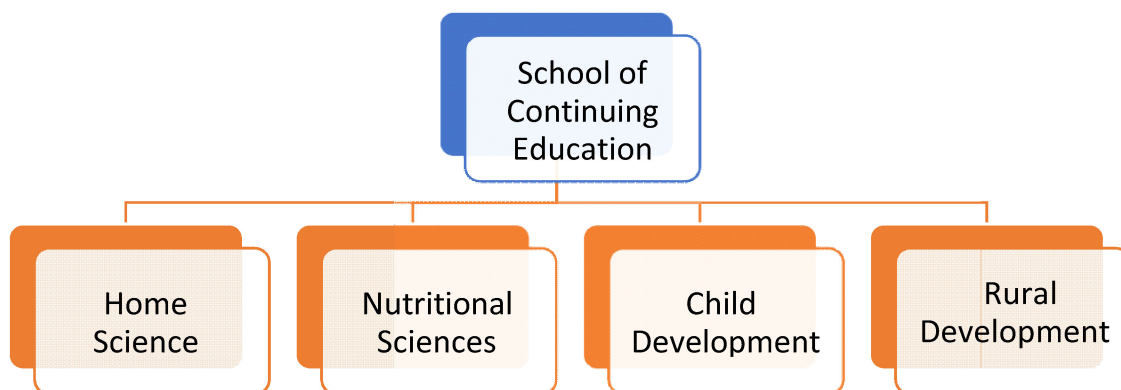 School of
Continuing
Education
Home
Science
Nutritional
Sciences
Child
Development
Rural
Development